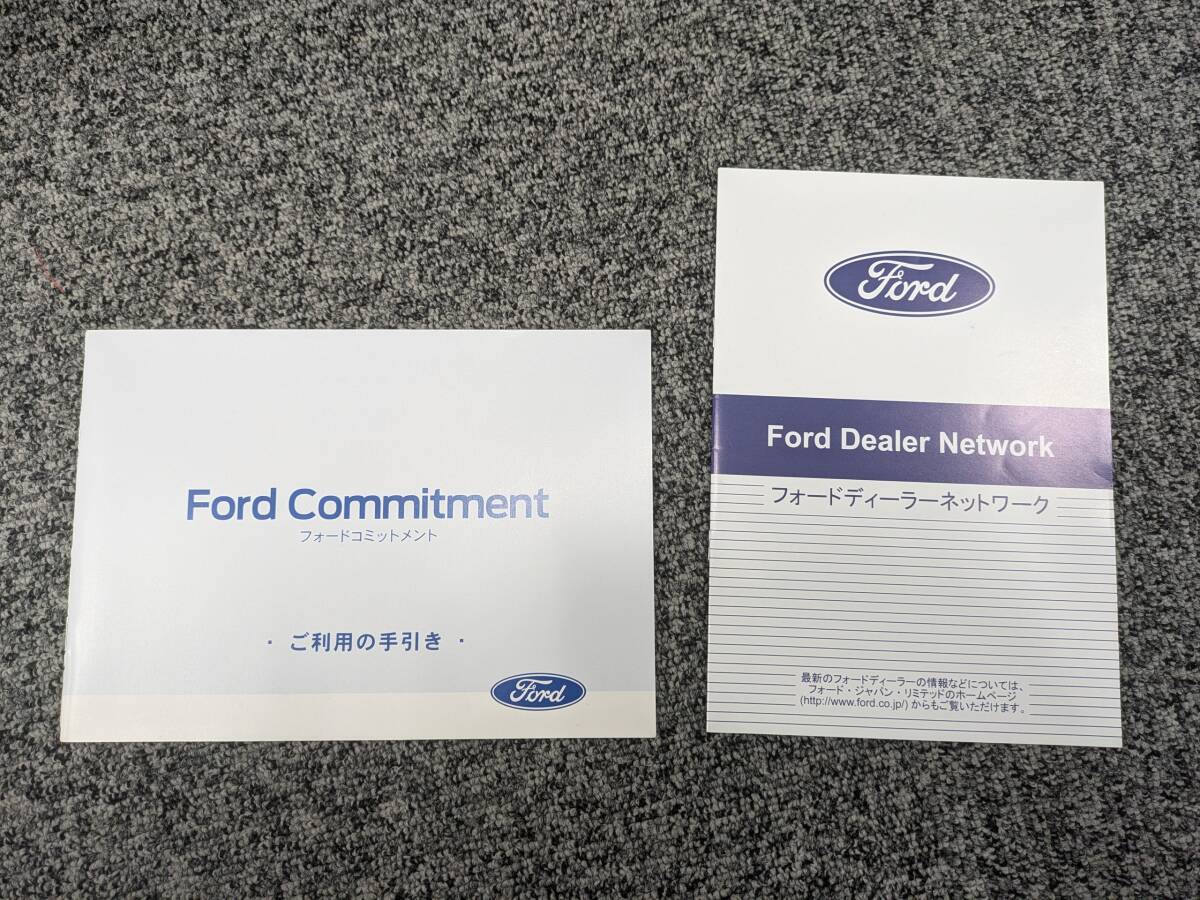 Ford Commitment
フォードコミットメント
・ ご利用の手引き ・
Ford
Ford
Ford Dealer Network
フォードディーラーネットワーク
最新のフォードディーラーの情報などについては、
フォード・ジャパン・リミテッドのホームページ
(http://www.ford.co.jp/) からもご覧いただけます。